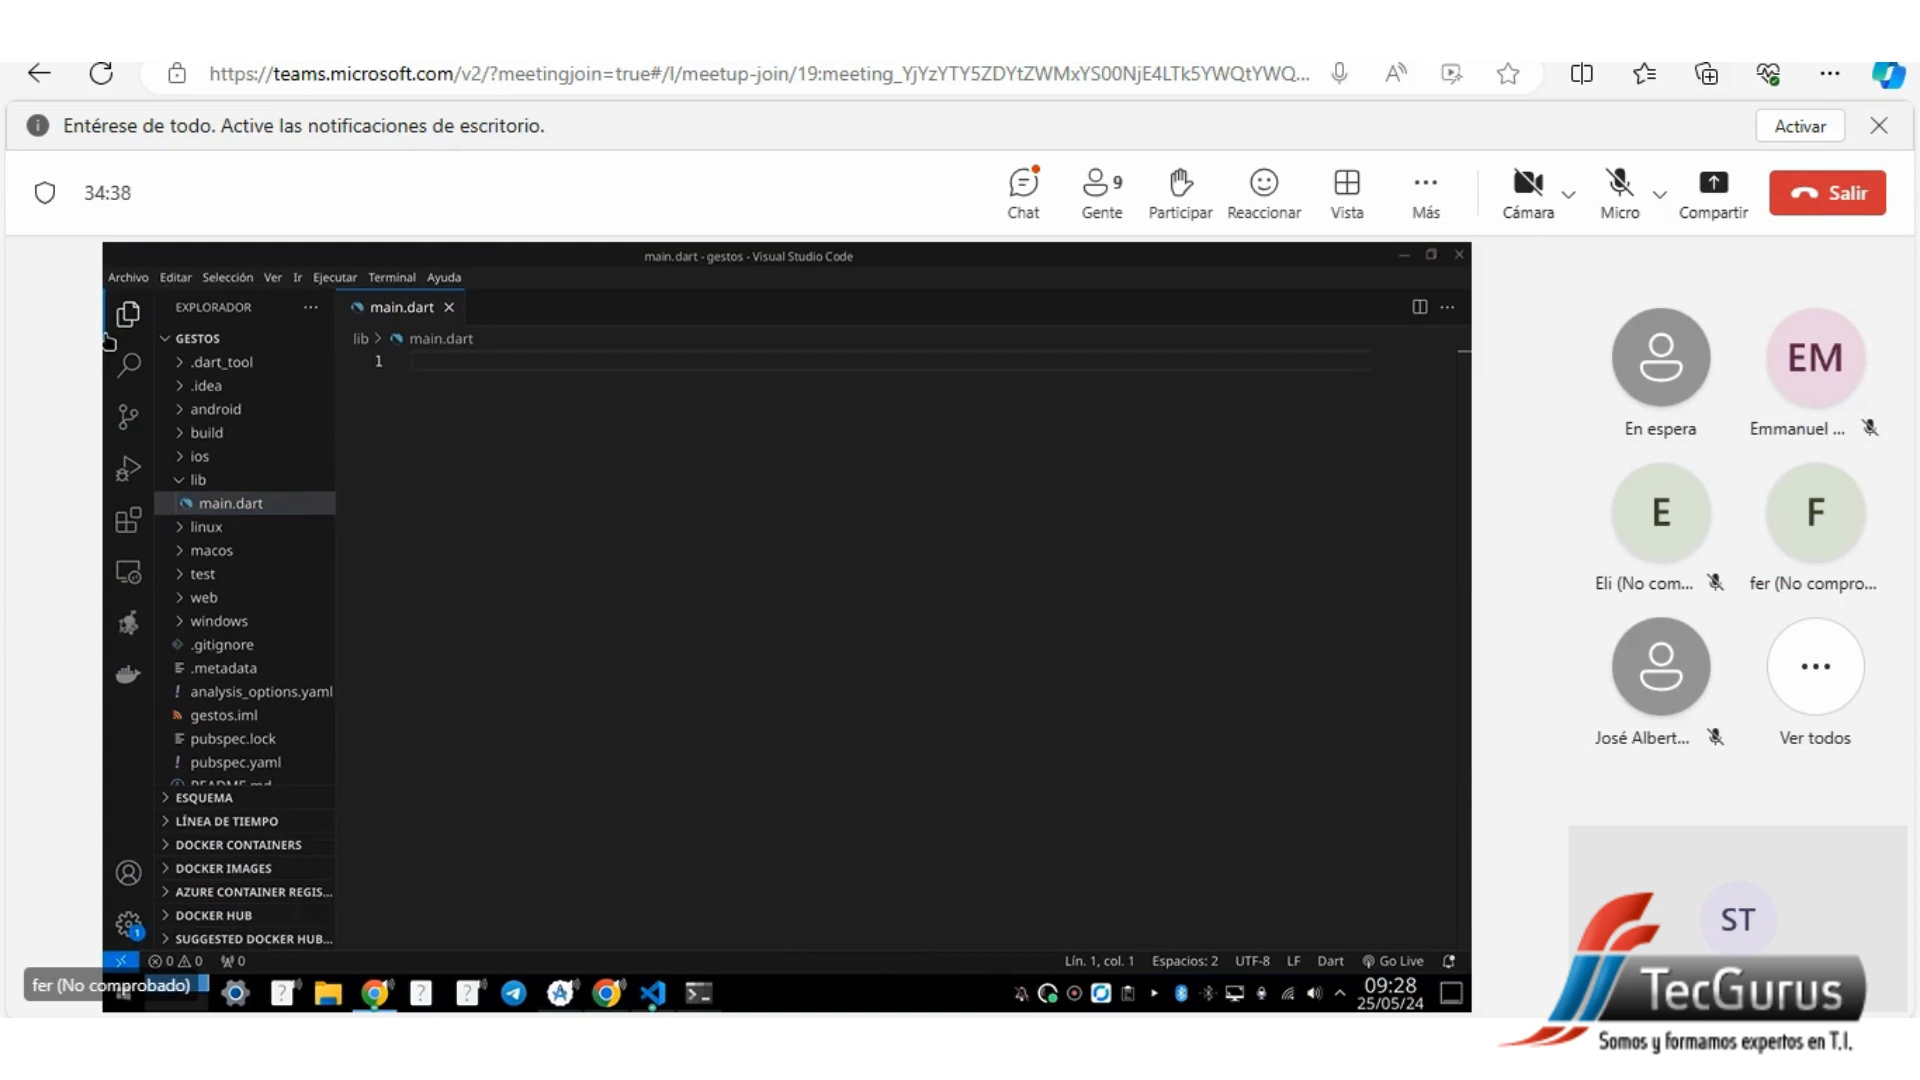 https://teams.microsoft.com/v2/?meetingjoin=true#/l/meetup-join/19:meeting_YjYzYTY5ZDYtZWMxYS00NjE4LTk5YWQtYWQ...
Entérese de todo. Active las notificaciones de escritorio.
Activar
34:38
Chat
9
Gente
Participar
Reaccionar
Vista
Más
Cámara
Micro
Compartir
Salir
main.dart - gestos - Visual Studio Code
Archivo Editar Selección Ver Ir Ejecutar Terminal Ayuda
EXPLORADOR
main.dart
GESTOS
lib > main.dart
1
.dart_tool
.idea
android
build
ios
lib
main.dart
linux
macos
test
web
windows
.gitignore
.metadata
analysis_options.yaml
gestos.iml
pubspec.lock
pubspec.yaml
README.md
ESQUEMA
LÍNEA DE TIEMPO
DOCKER CONTAINERS
DOCKER IMAGES
AZURE CONTAINER REGIS...
DOCKER HUB
SUGGESTED DOCKER HUB...
1
0 0 0
Lín. 1, col. 1 Espacios: 2 UTF-8 LF Dart Go Live
fer (No comprobado)
09:28
25/05/24
En espera
EM
Emmanuel ...
E
Eli (No com...
F
fer (No compro...
José Albert...
Ver todos
ST
TecGurus
Somos y formamos expertos en T.I.